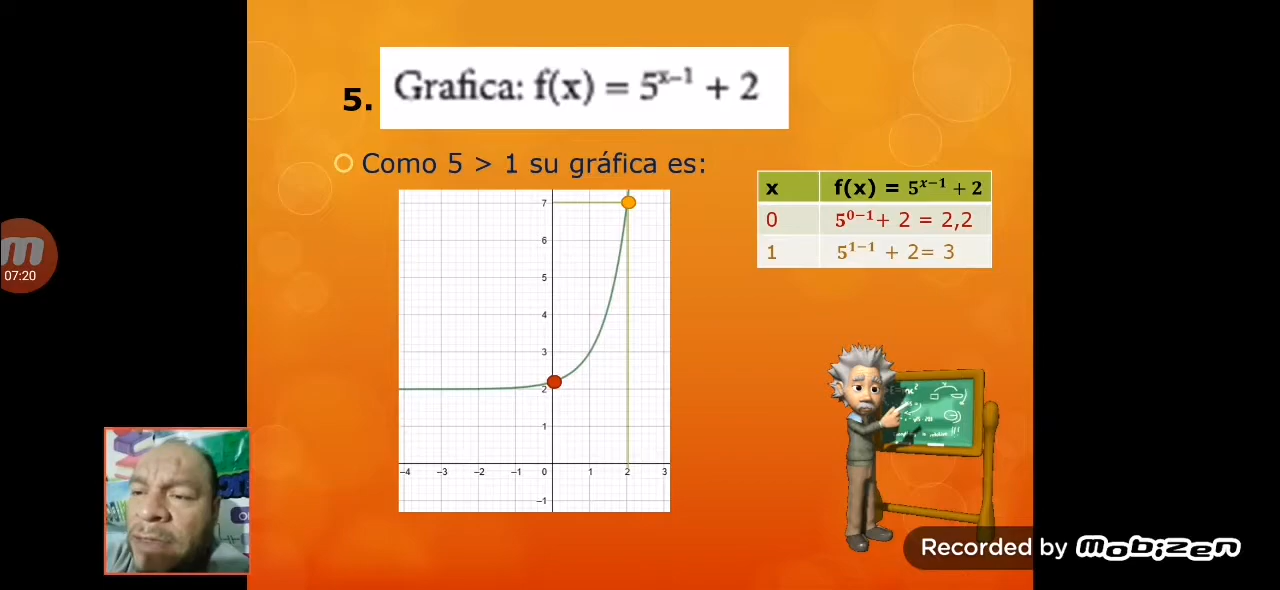 5. Grafica: f(x) = 5^{x−1} + 2
Como 5 > 1 su gráfica es:
x f(x) = 5^{x−1} + 2
0 5^{0−1} + 2 = 2,2
1 5^{1−1} + 2= 3
7
6
5
4
3
2
1
−4 −3 −2 −1 0 1 2 3
−1
07:20
Recorded by mobizen